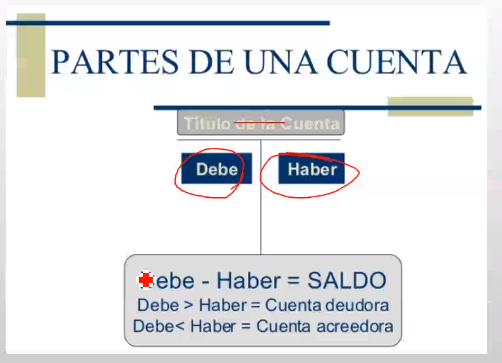 PARTES DE UNA CUENTA
Título de la Cuenta
Debe Haber
Debe - Haber = SALDO
Debe > Haber = Cuenta deudora
Debe< Haber = Cuenta acreedora